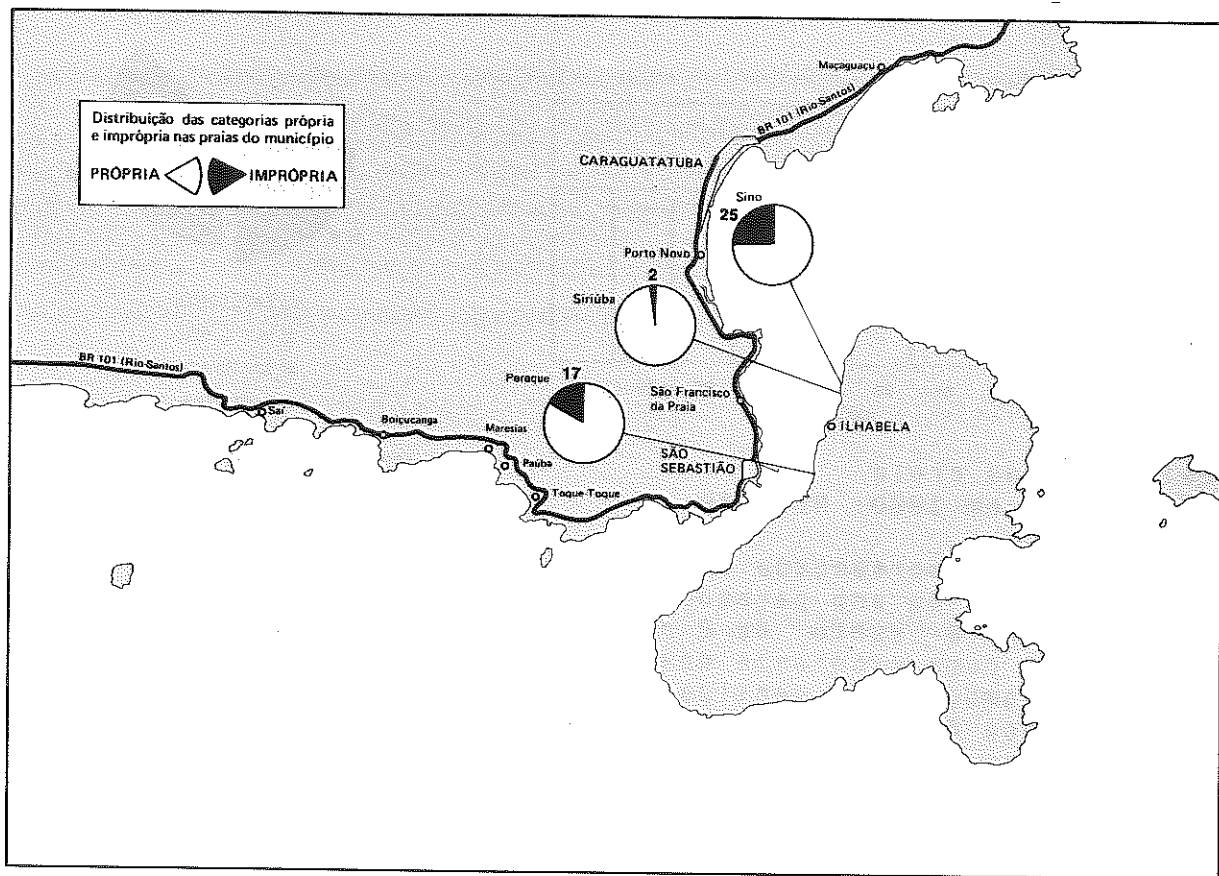 Maçaguaçu
BR 101 (Rio-Santos)
Distribuição das categorias própria
e imprópria nas praias do município
PRÓPRIA IMPRÓPRIA
CARAGUATATUBA
Sino
25
Porto Novo
2
Siriúba
BR 101 (Rio-Santos)
Pereque
17
São Francisco
da Praia
Saí
Boiçucanga
Maresias
ILHABELA
Paúba
SÃO
SEBASTIÃO
Toque-Toque